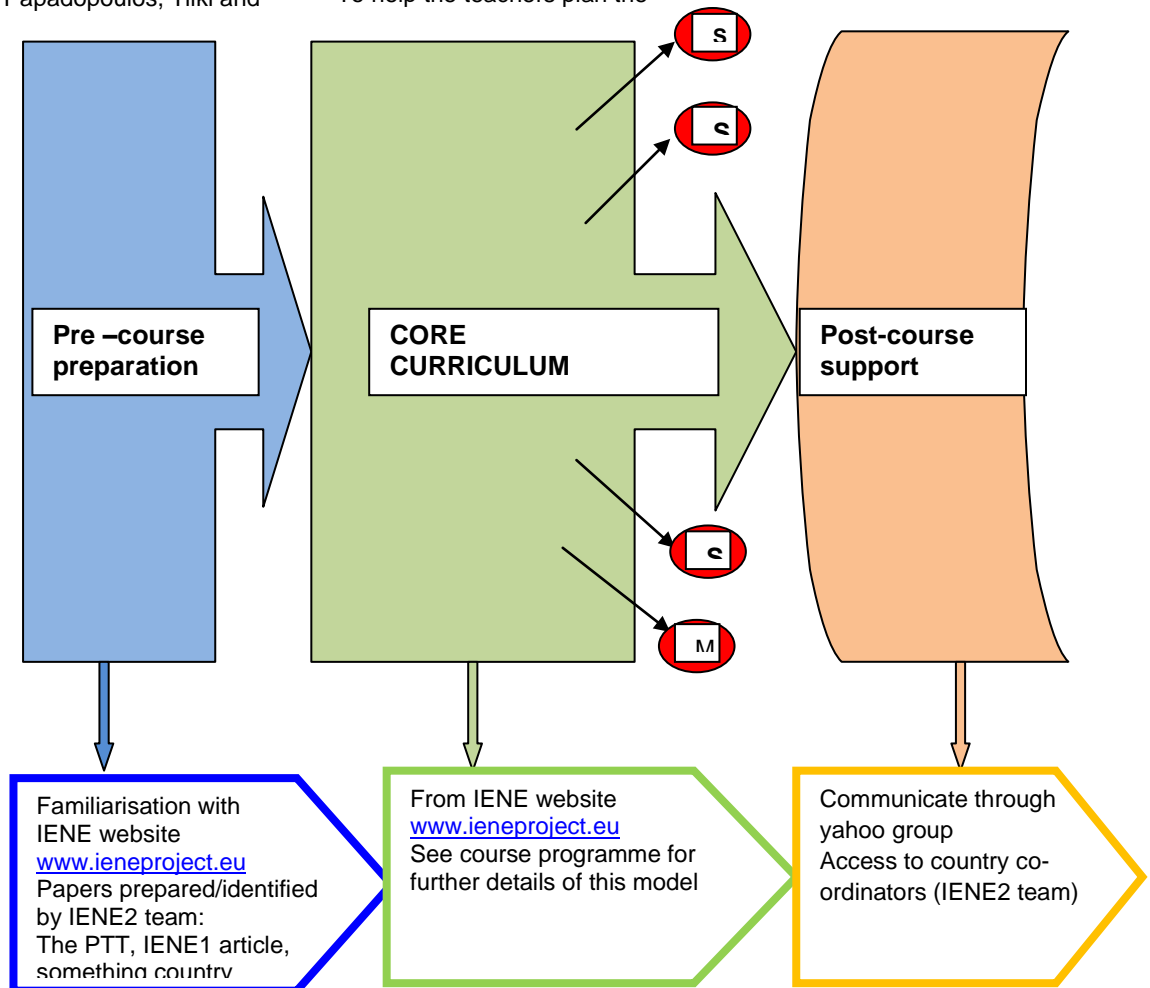 Papadopoulos, Tilki and
To help the teachers plan the
S
S
Pre –course
preparation
CORE
CURRICULUM
Post-course
support
S
M
Familiarisation with
IENE website
www.ieneproject.eu
Papers prepared/identified
by IENE2 team:
The PTT, IENE1 article,
something country
From IENE website
www.ieneproject.eu
See course programme for
further details of this model
Communicate through
yahoo group
Access to country co-
ordinators (IENE2 team)